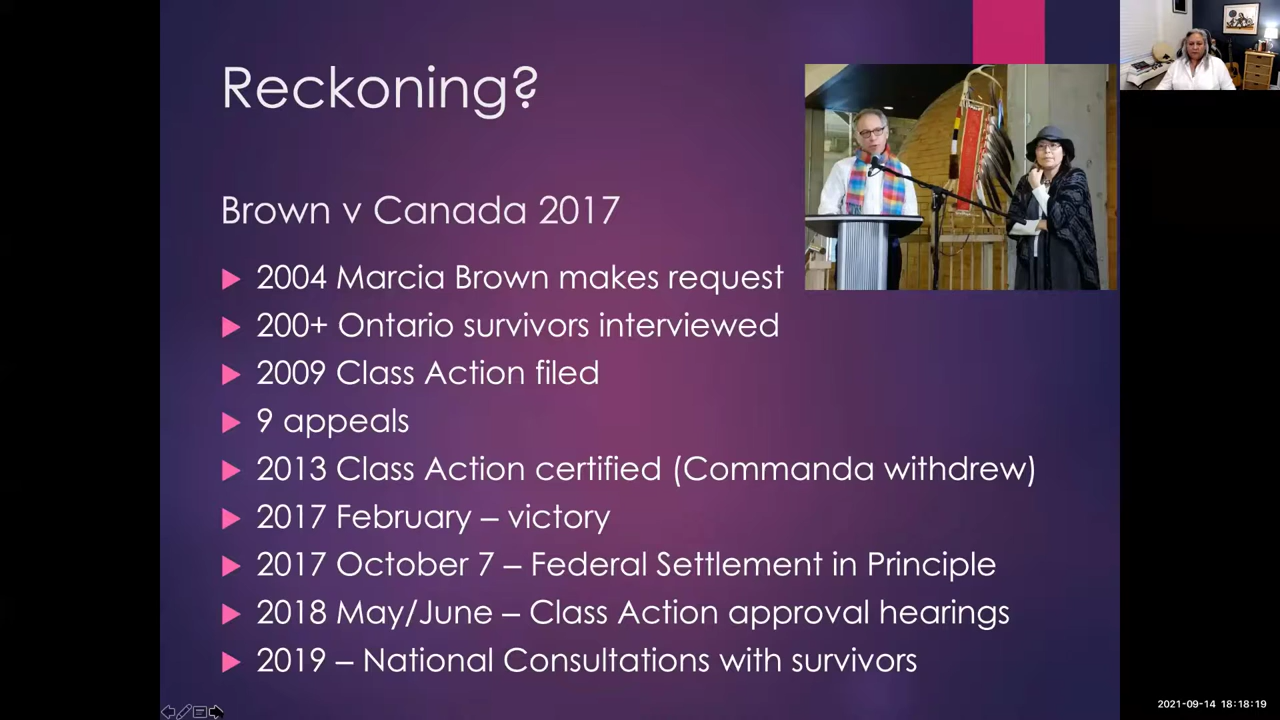 Reckoning?
Brown v Canada 2017
2004 Marcia Brown makes request
200+ Ontario survivors interviewed
2009 Class Action filed
9 appeals
2013 Class Action certified (Commanda withdrew)
2017 February – victory
2017 October 7 – Federal Settlement in Principle
2018 May/June – Class Action approval hearings
2019 – National Consultations with survivors
2021-09-14 18:18:19